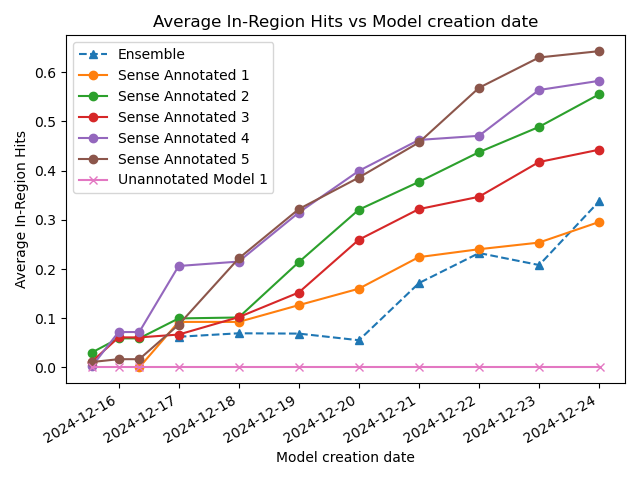 Average In-Region Hits vs Model creation date
Ensemble
Sense Annotated 1
Sense Annotated 2
Sense Annotated 3
Sense Annotated 4
Sense Annotated 5
Unannotated Model 1
Average In-Region Hits
0.6
0.5
0.4
0.3
0.2
0.1
0.0
2024-12-16
2024-12-17
2024-12-18
2024-12-19
2024-12-20
2024-12-21
2024-12-22
2024-12-23
2024-12-24
Model creation date